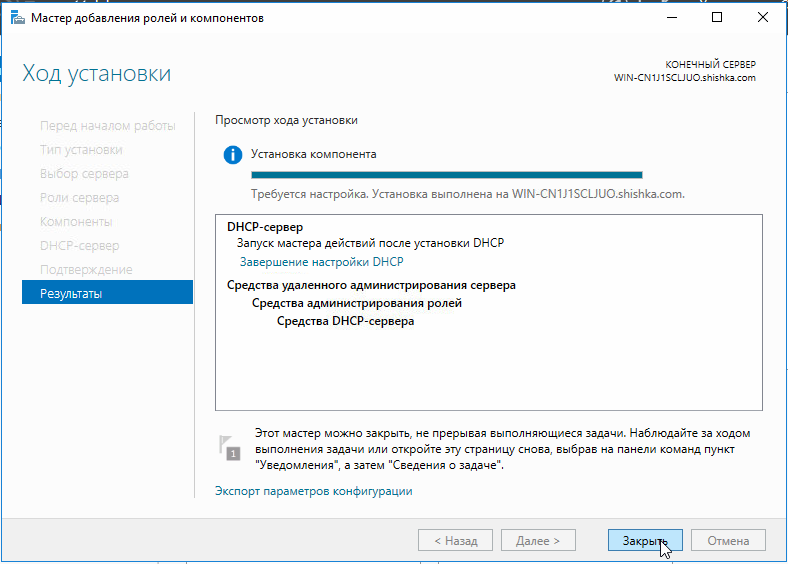 Мастер добавления ролей и компонентов
Ход установки
КОНЕЧНЫЙ СЕРВЕР
WIN-CN1J1SCLJUO.shishka.com
Перед началом работы
Тип установки
Выбор сервера
Роли сервера
Компоненты
DHCP-сервер
Подтверждение
Результаты
Просмотр хода установки
Установка компонента
Требуется настройка. Установка выполнена на WIN-CN1J1SCLJUO.shishka.com.
DHCP-сервер
Запуск мастера действий после установки DHCP
Завершение настройки DHCP
Средства удаленного администрирования сервера
Средства администрирования ролей
Средства DHCP-сервера
1
Этот мастер можно закрыть, не прерывая выполняющиеся задачи. Наблюдайте за ходом
выполнения задачи или откройте эту страницу снова, выбрав на панели команд пункт
"Уведомления", а затем "Сведения о задаче".
Экспорт параметров конфигурации
< Назад
Далее >
Закрыть
Отмена